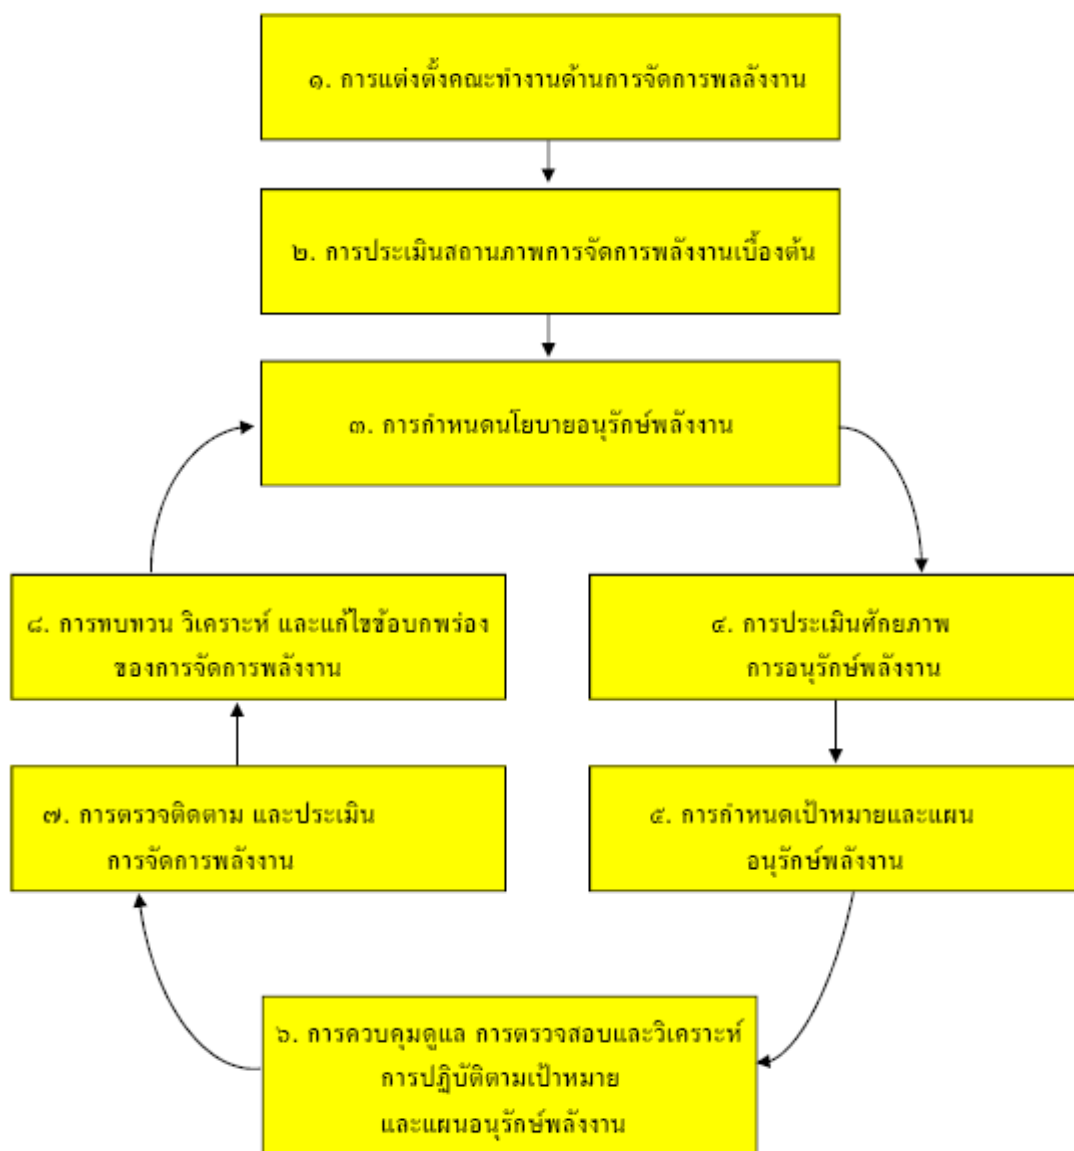 ๑. การแต่งตั้งคณะทำงานด้านการจัดการพลลังงาน
๒. การประเมินสถานภาพการจัดการพลังงานเบื้องต้น
๓. การกำหนดนโยบายอนุรักษ์พลังงาน
๔. การประเมินศักยภาพ
การอนุรักษ์พลังงาน
๕. การกำหนดเป้าหมายและแผน
อนุรักษ์พลังงาน
๖. การควบคุมดูแล การตรวจสอบและวิเคราะห์
การปฏิบัติตามเป้าหมาย
และแผนอนุรักษ์พลังงาน
๗. การตรวจติดตาม และประเมิน
การจัดการพลังงาน
๘. การทบทวน วิเคราะห์ และแก้ไขข้อบกพร่อง
ของการจัดการพลังงาน